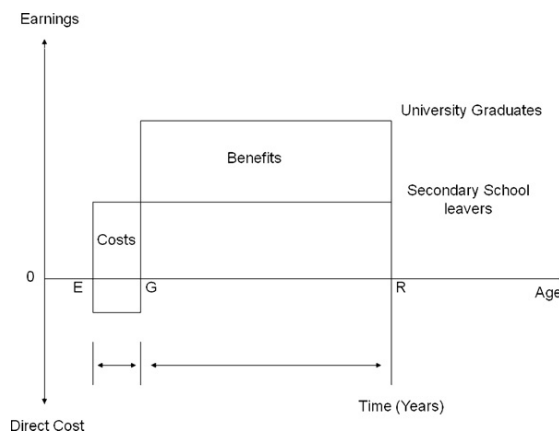 Earnings
University Graduates
Benefits
Secondary School
leavers
Costs
0
E
G
R
Age
Time (Years)
Direct Cost